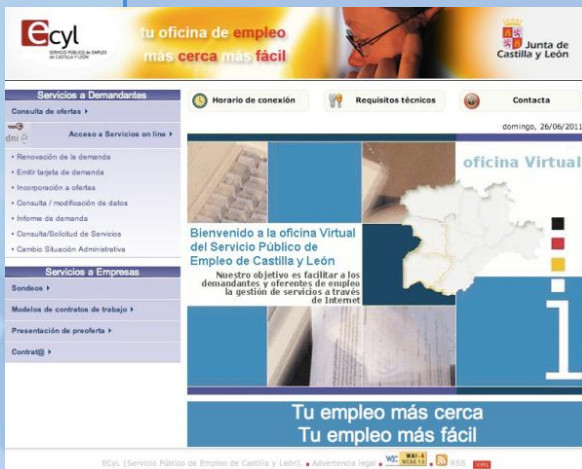 Ecyl
SERVICIO PÚBLICO de EMPLEO
de CASTILLA Y LEÓN
tu oficina de empleo
más cerca más fácil
Junta de
Castilla y León
Servicios a Demandantes
Consulta de ofertas
dni
Acceso a Servicios on line
• Renovación de la demanda
• Emitir tarjeta de demanda
• Incorporación a ofertas
• Consulta / modificación de datos
• Informe de demanda
• Consulta/Solicitud de Servicios
• Cambio Situación Administrativa
Servicios a Empresas
Sondeos
Modelos de contratos de trabajo
Presentación de preoferta
Contrat@
Horario de conexión
Requisitos técnicos
Contacta
domingo, 26/06/2011
oficina Virtual
Bienvenido a la oficina Virtual
del Servicio Público de
Empleo de Castilla y León
Nuestro objetivo es facilitar a los
demandantes y oferentes de empleo
la gestión de servicios a través
de Internet
i
Tu empleo más cerca
Tu empleo más fácil
ECyL (Servicio Público de Empleo de Castilla y León). Advertencia legal W3C WAI-A WCAG 1.0 RSS